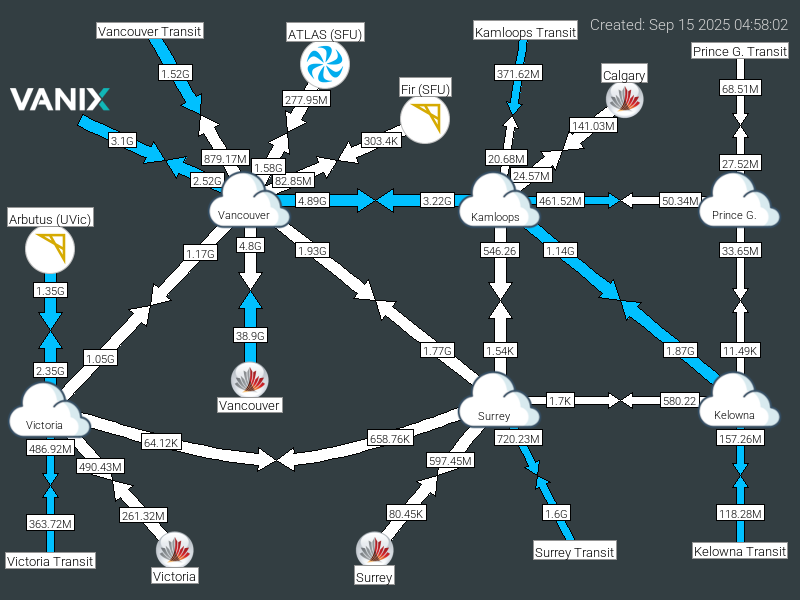 Created: Sep 15 2025 04:58:02
Vancouver Transit
ATLAS (SFU)
Kamloops Transit
Prince G. Transit
1.52G
371.62M
Calgary
Fir (SFU)
68.51M
VANIX
277.95M
141.03M
3.1G
303.4K
879.17M
1.58G
20.68M
27.52M
2.52G
82.85M
24.57M
4.89G
3.22G
461.52M
50.34M
Vancouver
Kamloops
Prince G.
Arbutus (UVic)
1.17G
4.8G
1.93G
546.26
1.14G
33.65M
1.35G
38.9G
1.05G
1.77G
1.54K
1.87G
11.49K
2.35G
Vancouver
1.7K
580.22
Victoria
Surrey
Kelowna
64.12K
658.76K
720.23M
157.26M
486.92M
490.43M
597.45M
363.72M
261.32M
80.45K
1.6G
118.28M
Victoria Transit
Victoria
Surrey
Surrey Transit
Kelowna Transit